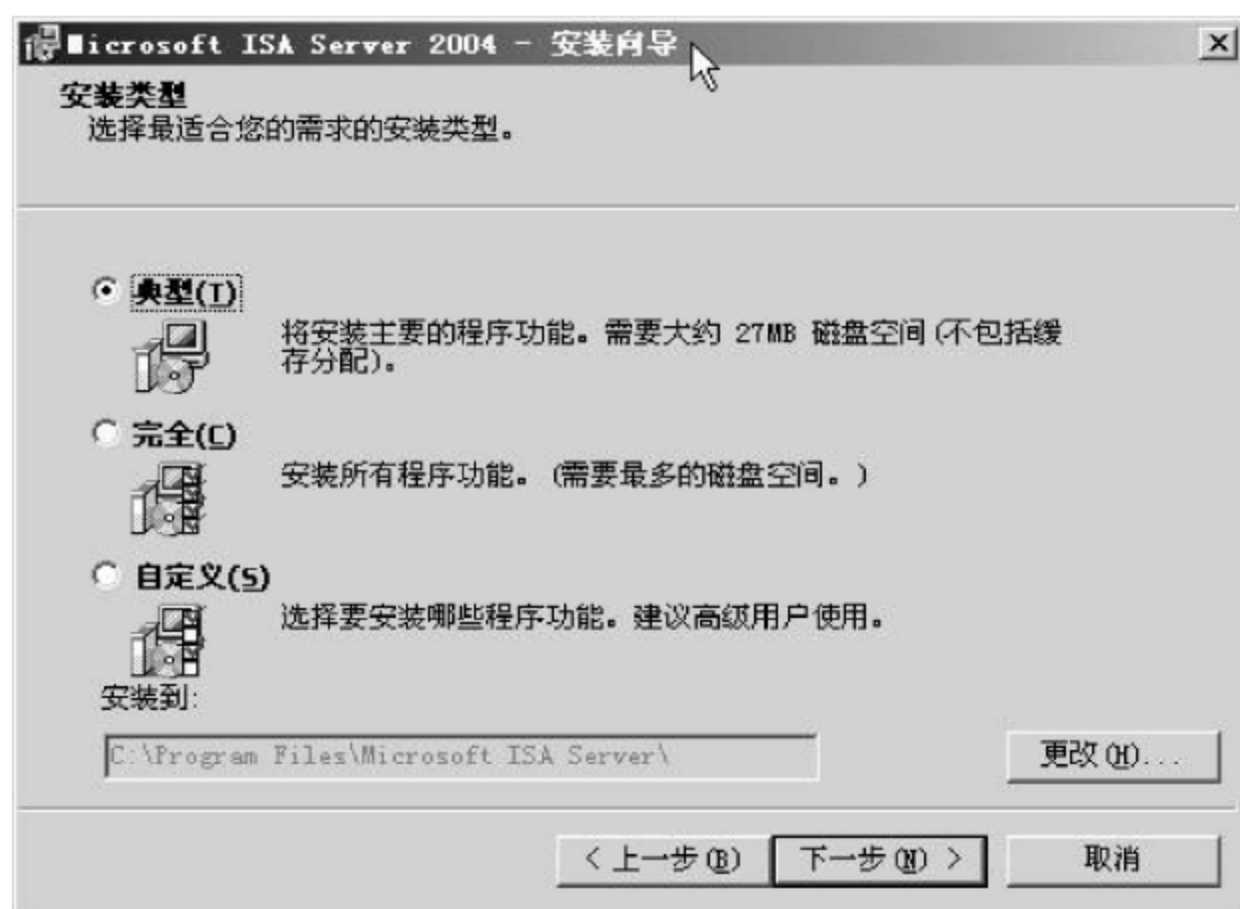 Microsoft ISA Server 2004 - 安装向导
安装类型
选择最适合您的需求的安装类型。
典型(T)
将安装主要的程序功能。需要大约 27MB 磁盘空间(不包括缓
存分配)。
完全(C)
安装所有程序功能。(需要最多的磁盘空间。)
自定义(S)
选择要安装哪些程序功能。建议高级用户使用。
安装到:
C:\Program Files\Microsoft ISA Server\
更改(H)...
< 上一步(B)
下一步(N) >
取消